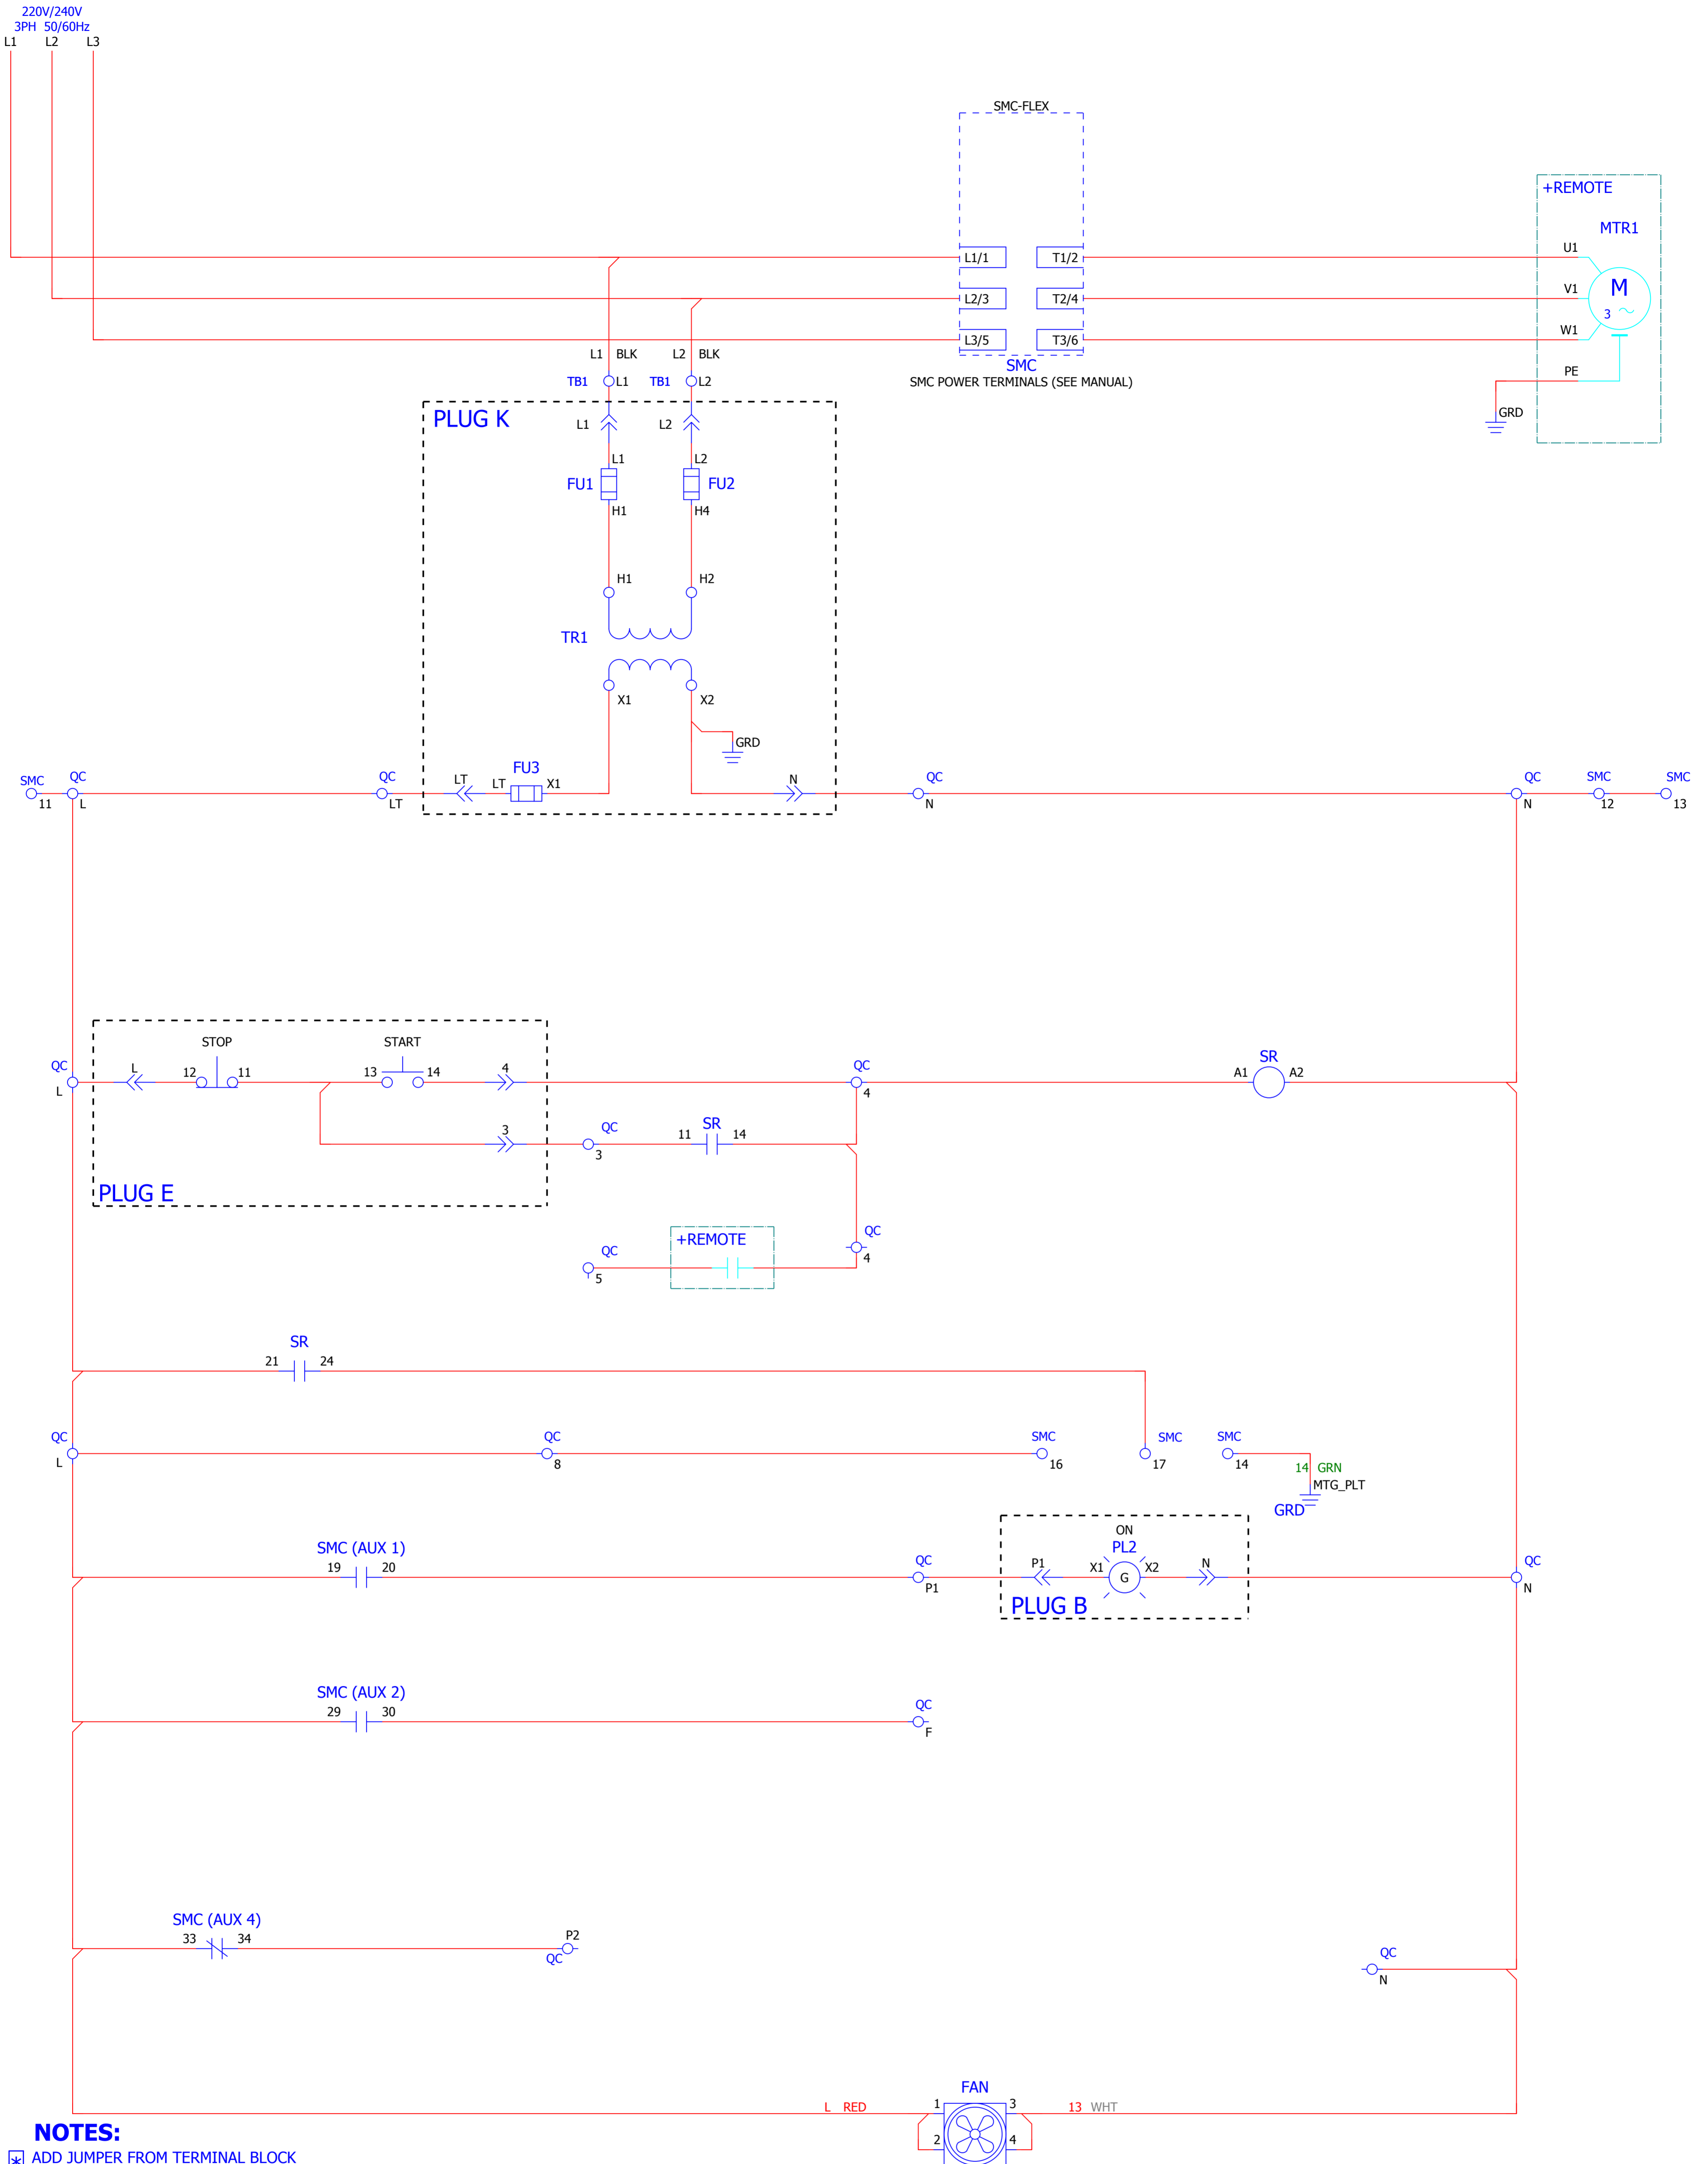 220V/240V
3PH 50/60Hz
L1 L2 L3
SMC-FLEX
+REMOTE
MTR1
U1
L1/1 T1/2
M
3
V1
L2/3 T2/4
W1
L3/5 T3/6
L1 BLK L2 BLK
SMC
SMC POWER TERMINALS (SEE MANUAL)
PE
GRD
TB1 L1 TB1 L2
PLUG K
L1 L2
L1 L2
FU1 FU2
H1 H4
H1 H2
TR1
X1 X2
GRD
FU3
SMC QC QC LT LT X1 N QC QC SMC SMC
11 L LT N N 12 13
STOP START
QC L 12 11 13 14 4 QC SR
A1 A2
L 4
3 QC SR
11 14
3
PLUG E
+REMOTE
QC QC
5 4
SR
21 24
QC QC SMC SMC SMC
L 8 16 17 14
14 GRN
MTG_PLT
GRD
ON
PL2
SMC (AUX 1)
19 20 QC P1 X1 G X2 N QC
P1 N
PLUG B
SMC (AUX 2)
29 30 QC
F
SMC (AUX 4)
33 34 P2
QC
QC
N
FAN
L RED 1 3 13 WHT
2 4
NOTES:
* ADD JUMPER FROM TERMINAL BLOCK